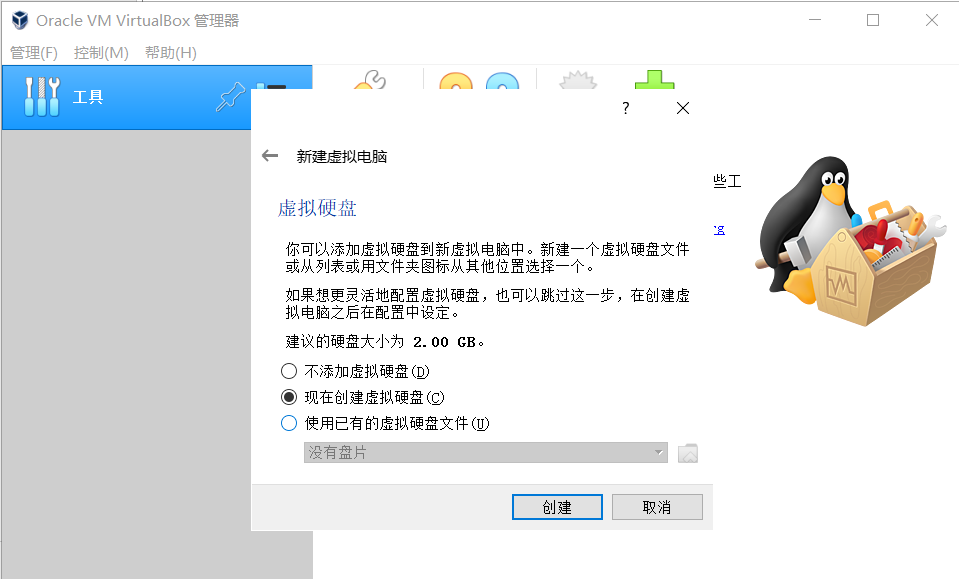 Oracle VM VirtualBox 管理器
管理(F) 控制(M) 帮助(H)
工具
?
新建虚拟电脑
些工
虚拟硬盘
你可以添加虚拟硬盘到新虚拟电脑中。新建一个虚拟硬盘文件
或从列表或用文件夹图标从其他位置选择一个。
如果想更灵活地配置虚拟硬盘，也可以跳过这一步，在创建虚
拟电脑之后在配置中设定。
建议的硬盘大小为 2.00 GB。
不添加虚拟硬盘(D)
现在创建虚拟硬盘(C)
使用已有的虚拟硬盘文件(U)
没有盘片
创建 取消